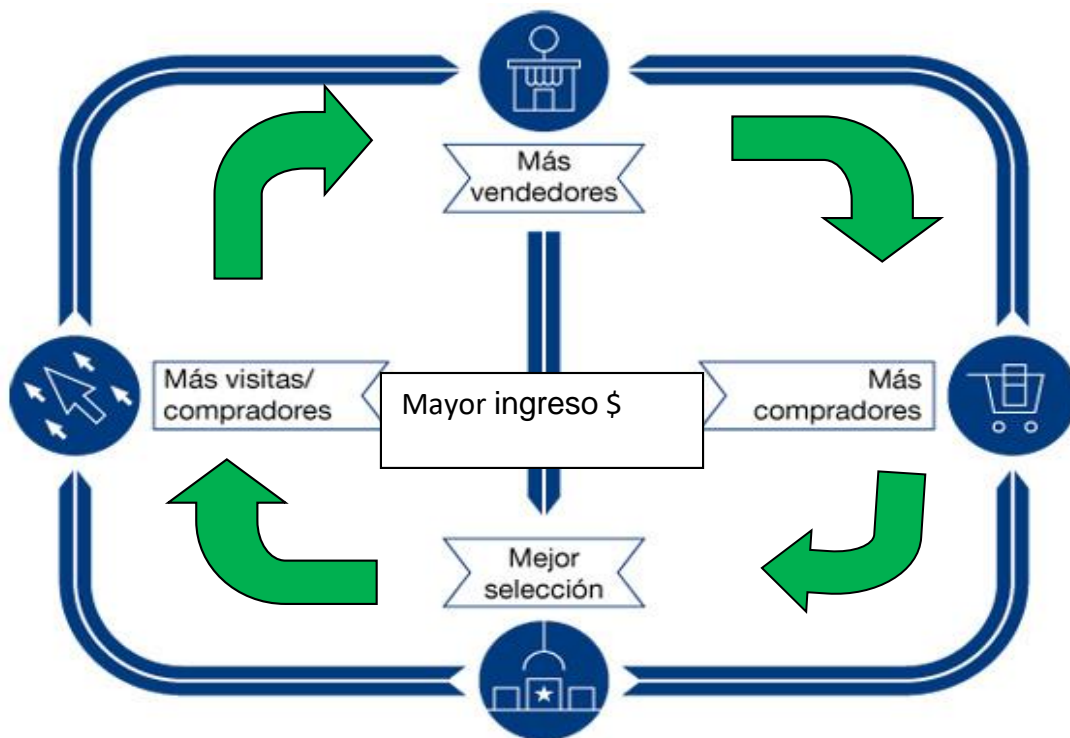 Más
vendedores
Más visitas/
compradores
Mayor ingreso $
Más
compradores
Mejor
selección